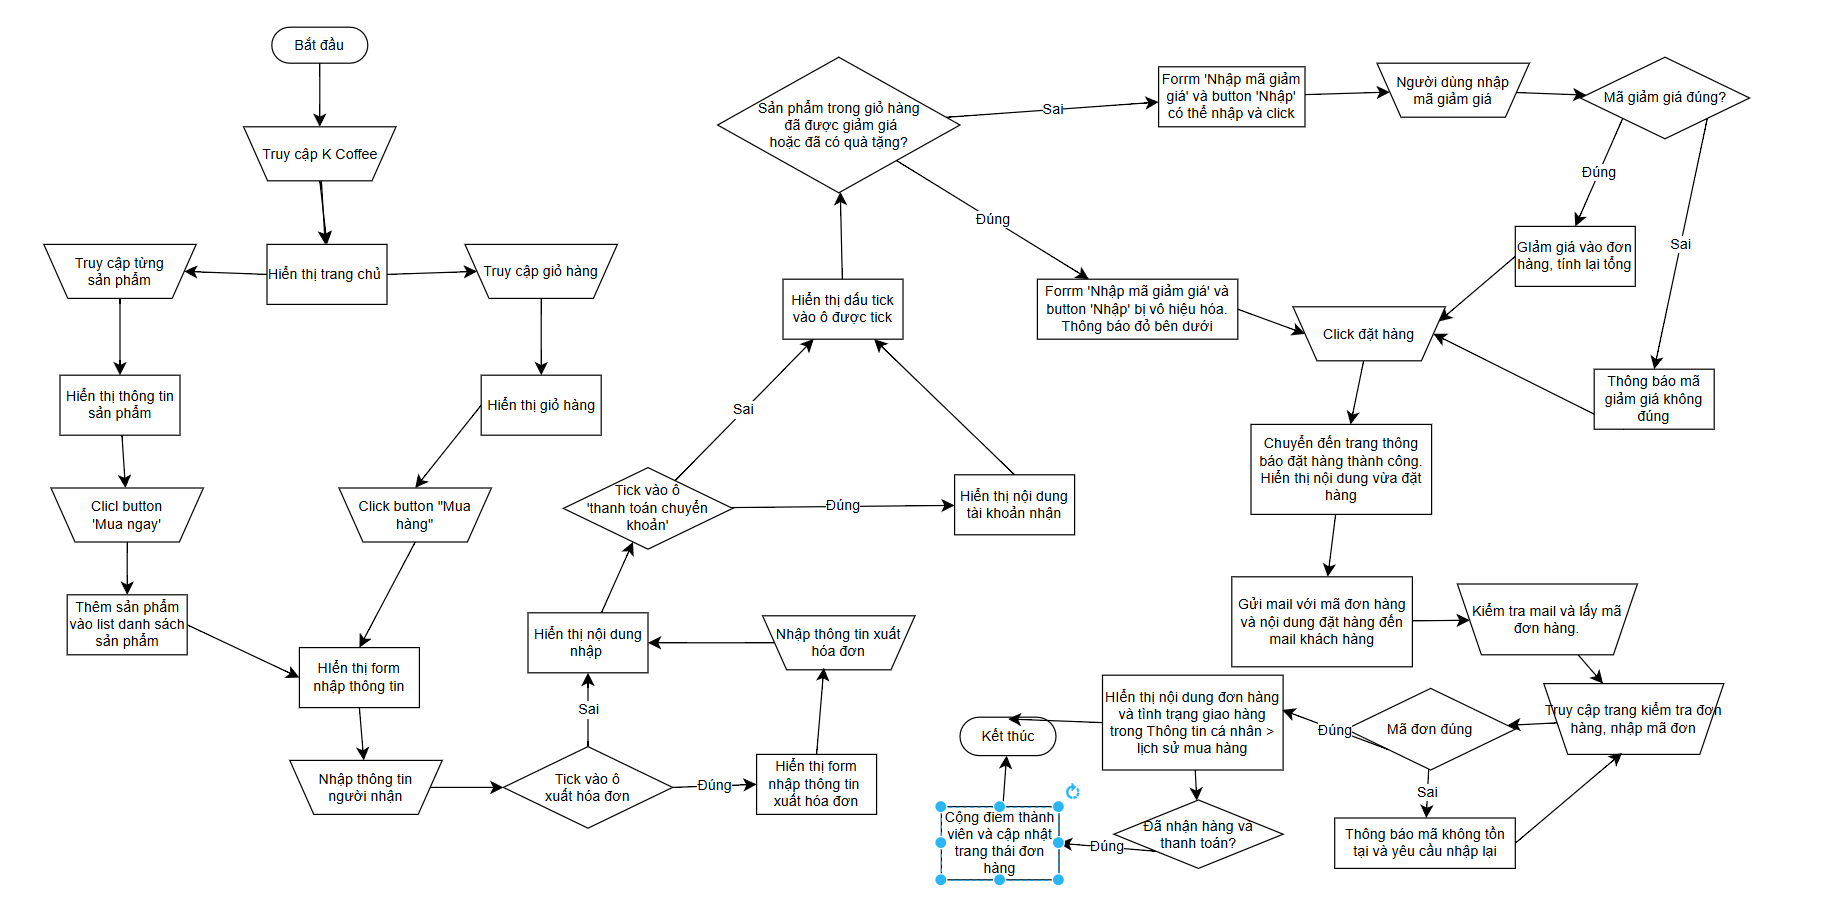 Bắt đầu
Truy cập K Coffee
Hiển thị trang chủ
Truy cập từng
sản phẩm
Truy cập giỏ hàng
Hiển thị thông tin
sản phẩm
Hiển thị giỏ hàng
Clicl button
'Mua ngay'
Click button "Mua
hàng"
Thêm sản phẩm
vào list danh sách
sản phẩm
HIển thị form
nhập thông tin
Nhập thông tin
người nhận
Tick vào ô
xuất hóa đơn
Sai
Đúng
Hiển thị form
nhập thông tin
xuất hóa đơn
Nhập thông tin xuất
hóa đơn
Hiển thị nội dung
nhập
Tick vào ô
'thanh toán chuyển
khoản'
Sai
Đúng
Hiển thị nội dung
tài khoản nhận
Hiển thị dấu tick
vào ô được tick
Sản phẩm trong giỏ hàng
đã được giảm giá
hoặc đã có quà tặng?
Sai
Đúng
Forrm 'Nhập mã giảm
giá' và button 'Nhập'
có thể nhập và click
Người dùng nhập
mã giảm giá
Mã giảm giá đúng?
Đúng
Sai
GIảm giá vào đơn
hàng, tính lại tổng
Thông báo mã
giảm giá không
đúng
Forrm 'Nhập mã giảm giá' và
button 'Nhập' bị vô hiệu hóa.
Thông báo đỏ bên dưới
Click đặt hàng
Chuyển đến trang thông
báo đặt hàng thành công.
Hiển thị nội dung vừa đặt
hàng
Gửi mail với mã đơn hàng
và nội dung đặt hàng đến
mail khách hàng
Kiểm tra mail và lấy mã
đơn hàng.
Truy cập trang kiểm tra đơn
hàng, nhập mã đơn
Mã đơn đúng
Đúng
Sai
Thông báo mã không tồn
tại và yêu cầu nhập lại
HIển thị nội dung đơn hàng
và tình trạng giao hàng
trong Thông tin cá nhân >
lịch sử mua hàng
Đã nhận hàng và
thanh toán?
Đúng
Cộng điểm thành
viên và cập nhật
trang thái đơn
hàng
Kết thúc